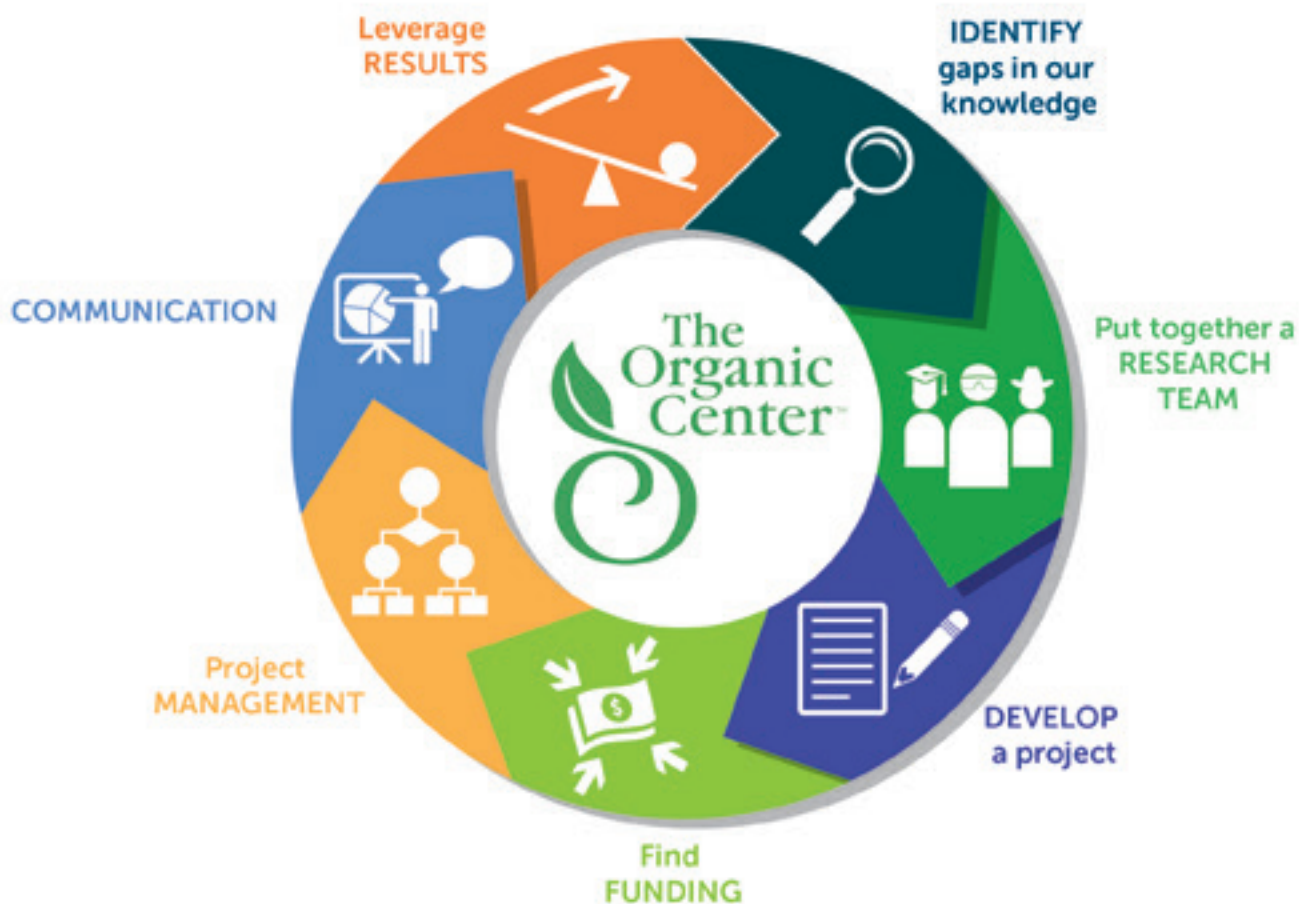 Leverage
RESULTS
IDENTIFY
gaps in our
knowledge
COMMUNICATION
The
Organic
Center™
Put together a
RESEARCH
TEAM
$
Project
MANAGEMENT
DEVELOP
a project
Find
FUNDING